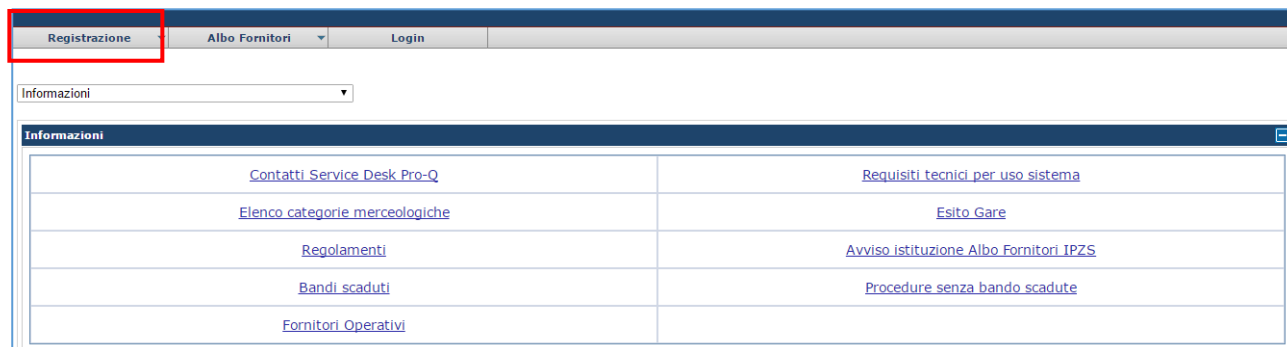 Registrazione Albo Fornitori Login
Informazioni
Informazioni
Contatti Service Desk Pro-Q Requisiti tecnici per uso sistema
Elenco categorie merceologiche Esito Gare
Regolamenti Avviso istituzione Albo Fornitori IPZS
Bandi scaduti Procedure senza bando scadute
Fornitori Operativi